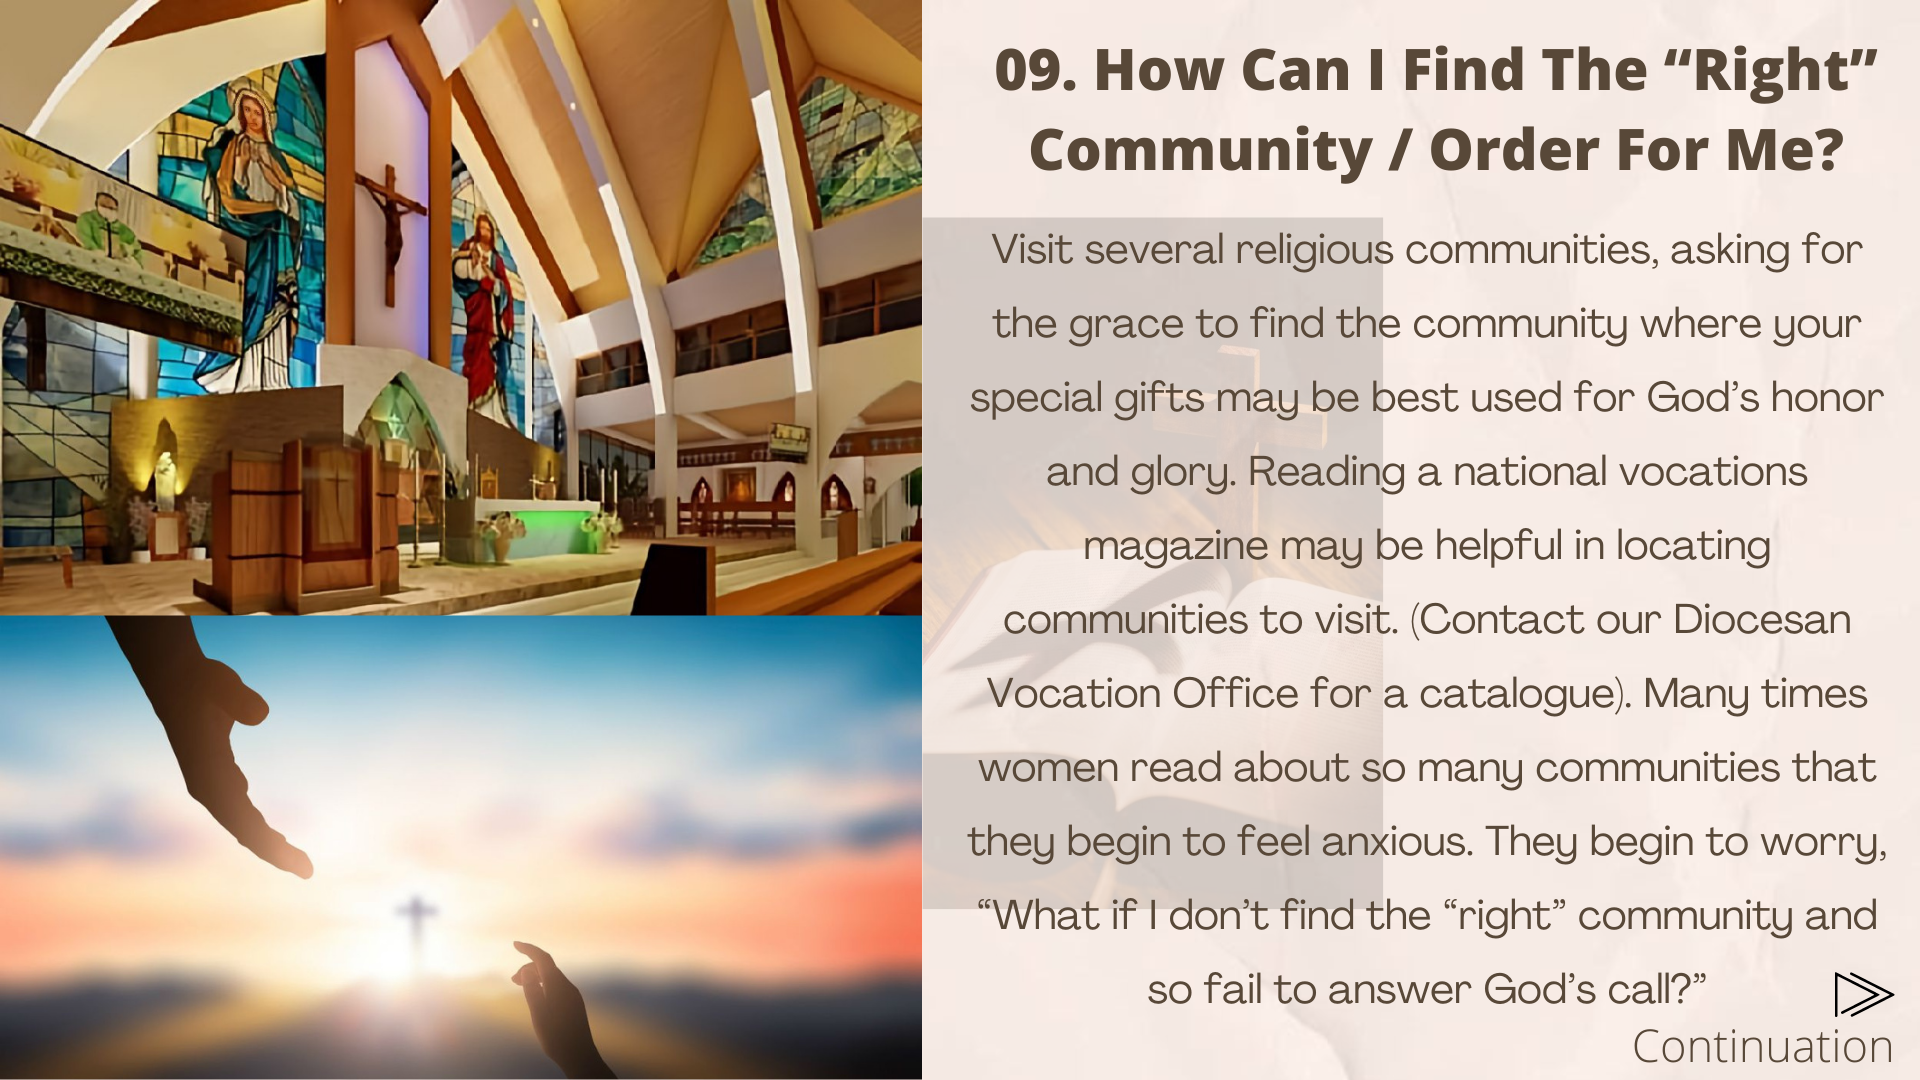 09. How Can I Find The “Right”
Community / Order For Me?
Visit several religious communities, asking for
the grace to find the community where your
special gifts may be best used for God’s honor
and glory. Reading a national vocations
magazine may be helpful in locating
communities to visit. (Contact our Diocesan
Vocation Office for a catalogue). Many times
women read about so many communities that
they begin to feel anxious. They begin to worry,
“What if I don’t find the “right” community and
so fail to answer God’s call?”
Continuation